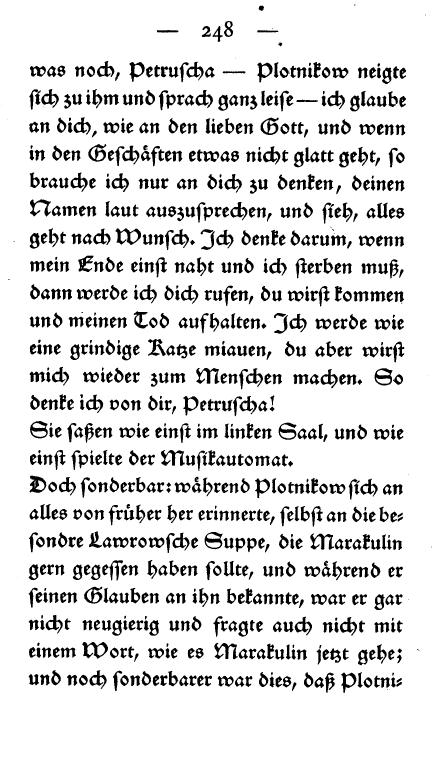 — 248 —
was noch, Petruscha — Plotnikow neigte
sich zu ihm und sprach ganz leise — ich glaube
an dich, wie an den lieben Gott, und wenn
in den Geschäften etwas nicht glatt geht, so
brauche ich nur an dich zu denken, deinen
Namen laut auszusprechen, und sieh, alles
geht nach Wunsch. Ich denke darum, wenn
mein Ende einst naht und ich sterben muß,
dann werde ich dich rufen, du wirst kommen
und meinen Tod aufhalten. Ich werde wie
eine grindige Katze miauen, du aber wirst
mich wieder zum Menschen machen. So
denke ich von dir, Petruscha!
Sie saßen wie einst im linken Saal, und wie
einst spielte der Musikautomat.
Doch sonderbar: während Plotnikow sich an
alles von früher her erinnerte, selbst an die be-
sondre Lawrowsche Suppe, die Marakulin
gern gegessen haben sollte, und während er
seinen Glauben an ihn bekannte, war er gar
nicht neugierig und fragte auch nicht mit
einem Wort, wie es Marakulin jetzt gehe;
und noch sonderbarer war dies, daß Plotni-